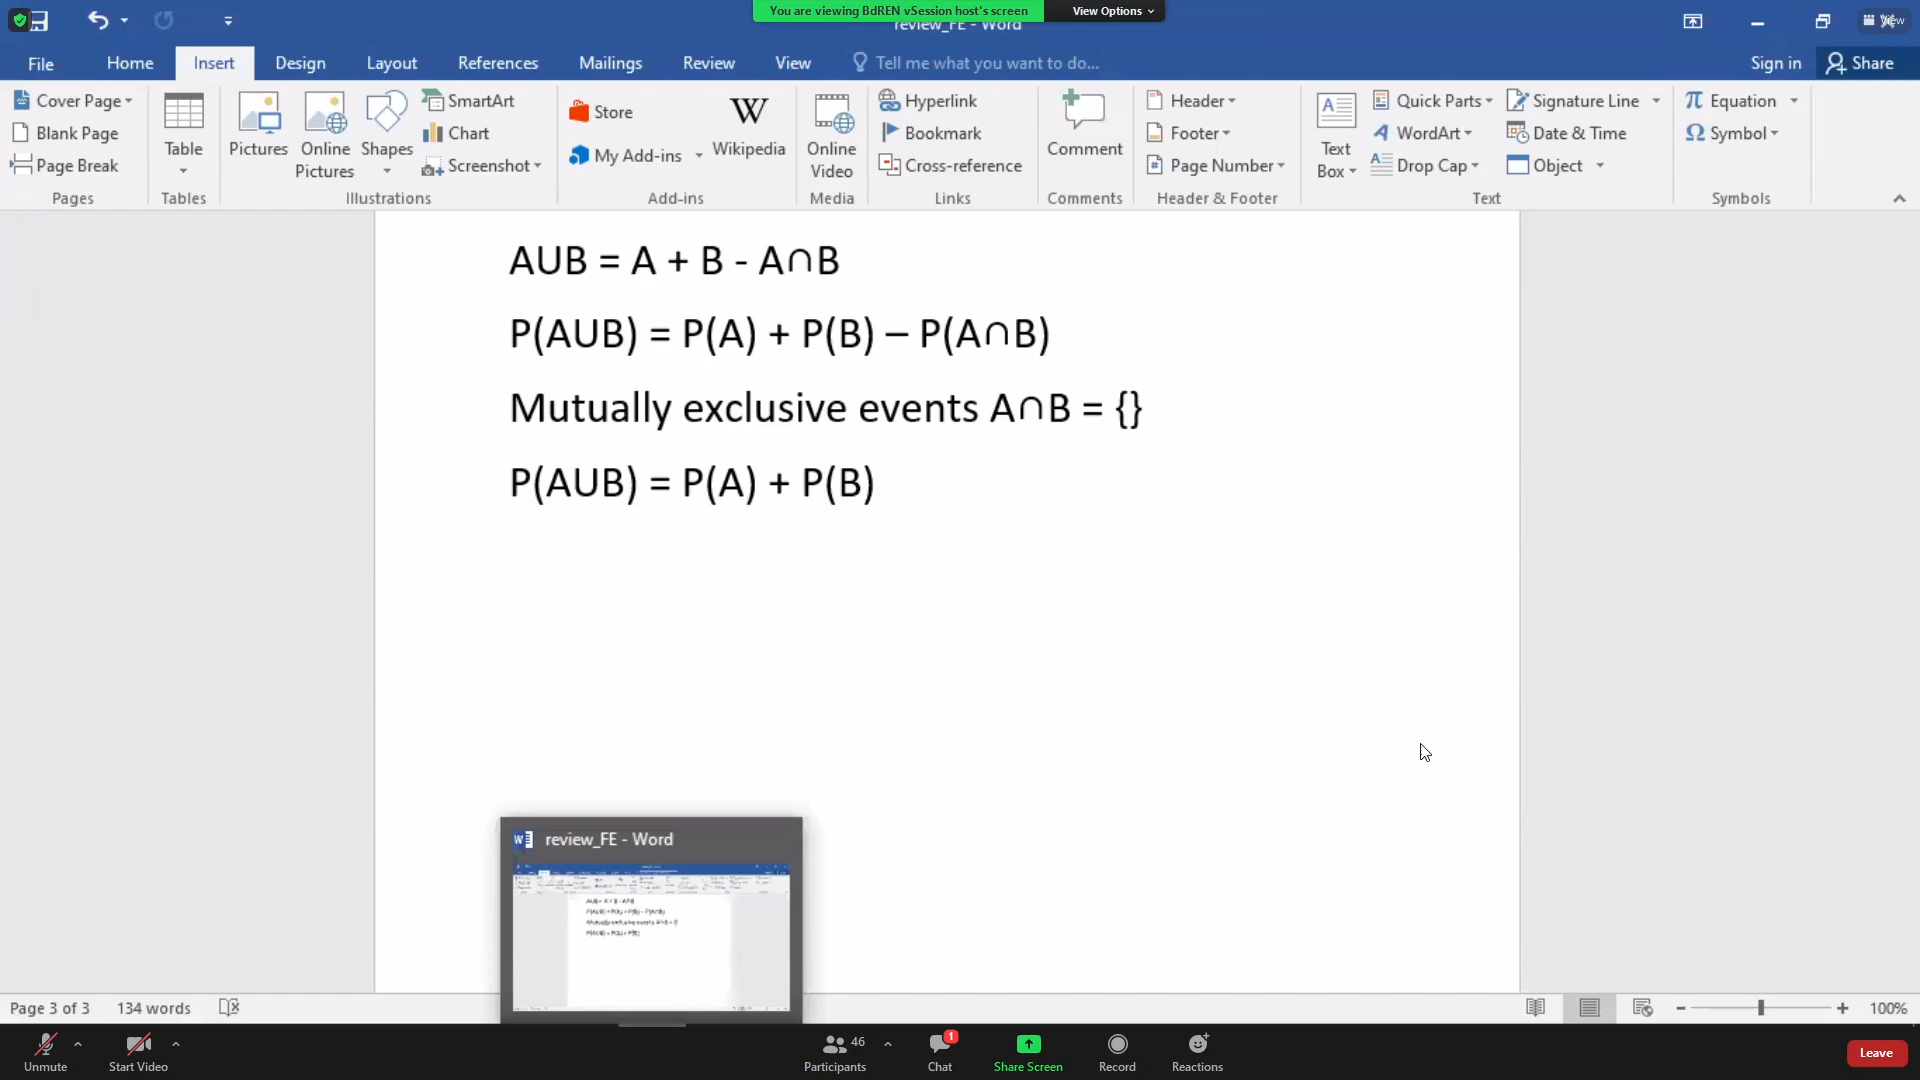 You are viewing BdREN vSession host's screen
View Options
review_FE - Word
View
File
Home
Insert
Design
Layout
References
Mailings
Review
View
Tell me what you want to do...
Sign in
Share
Cover Page
Blank Page
Page Break
Pages
Table
Tables
Pictures
Online Pictures
Shapes
SmartArt
Chart
Screenshot
Illustrations
Store
My Add-ins
W
Wikipedia
Add-ins
Online Video
Media
Hyperlink
Bookmark
Cross-reference
Links
Comment
Comments
Header
Footer
Page Number
Header & Footer
Text Box
Quick Parts
WordArt
Drop Cap
Signature Line
Date & Time
Object
Text
Equation
Symbol
Symbols
AUB = A + B - A∩B
P(AUB) = P(A) + P(B) – P(A∩B)
Mutually exclusive events A∩B = {}
P(AUB) = P(A) + P(B)
review_FE - Word
Page 3 of 3
134 words
100%
Unmute
Start Video
46
Participants
1
Chat
Share Screen
Record
Reactions
Leave